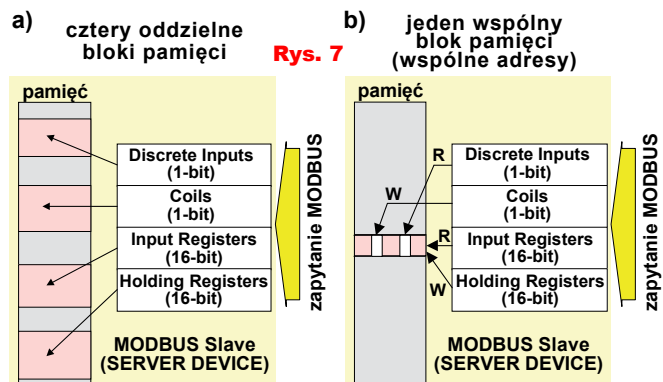 a)
cztery oddzielne
bloki pamięci
Rys. 7
pamięć
Discrete Inputs
(1-bit)
Coils
(1-bit)
Input Registers
(16-bit)
Holding Registers
(16-bit)
MODBUS Slave
(SERVER DEVICE)
zapytanie MODBUS
b)
jeden wspólny
blok pamięci
(wspólne adresy)
pamięć
R
W
R
W
Discrete Inputs
(1-bit)
Coils
(1-bit)
Input Registers
(16-bit)
Holding Registers
(16-bit)
MODBUS Slave
(SERVER DEVICE)
zapytanie MODBUS